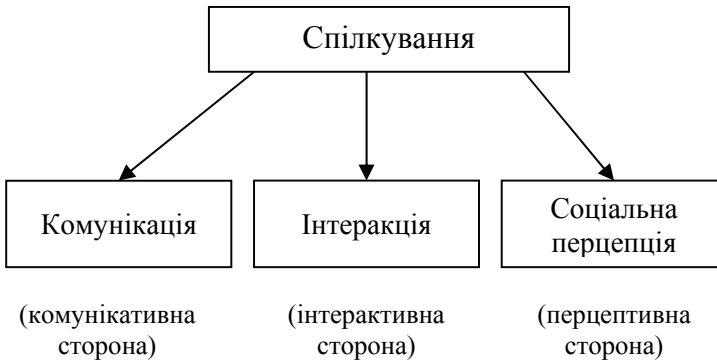 Спілкування
Комунікація
Інтеракція
Соціальна
перцепція
(комунікативна
сторона)
(інтерактивна
сторона)
(перцептивна
сторона)